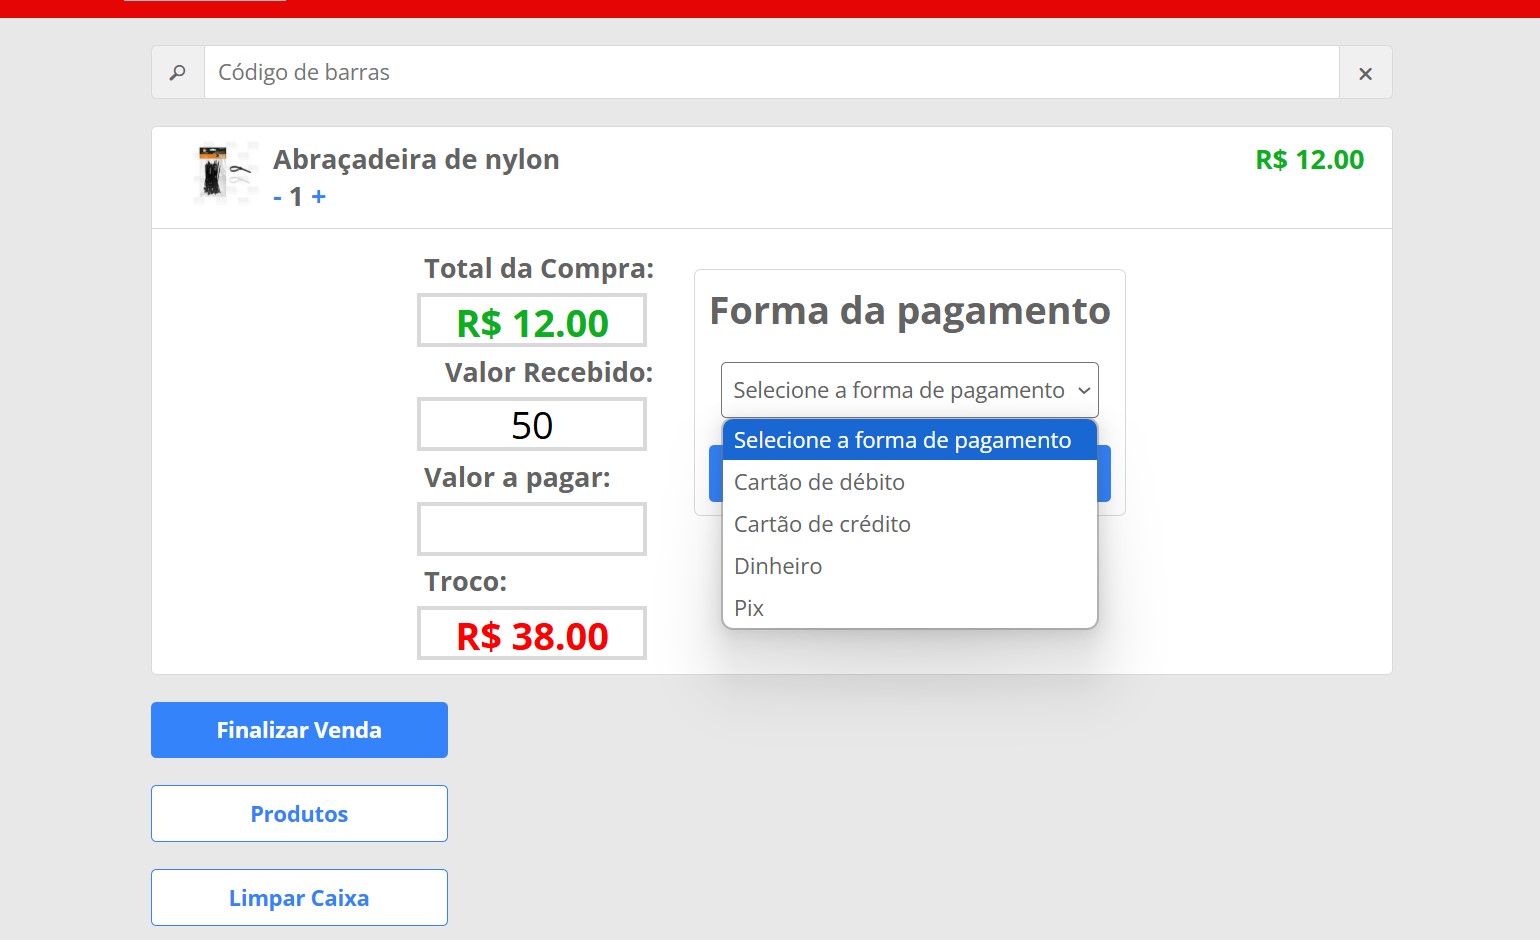 Código de barras
Abraçadeira de nylon
R$ 12.00
- 1 +
Total da Compra:
R$ 12.00
Valor Recebido:
50
Valor a pagar:
Troco:
R$ 38.00
Forma da pagamento
Selecione a forma de pagamento
Selecione a forma de pagamento
Cartão de débito
Cartão de crédito
Dinheiro
Pix
Finalizar Venda
Produtos
Limpar Caixa